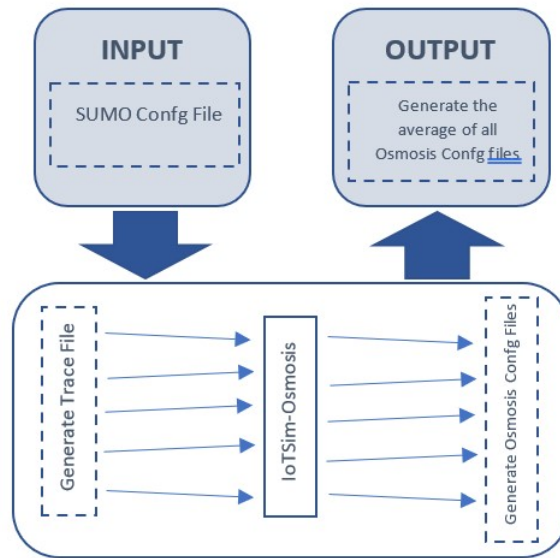 INPUT
SUMO Confg File
OUTPUT
Generate the
average of all
Osmosis Confg files
Generate Trace File
IoTSim-Osmosis
Generate Osmosis Confg Files